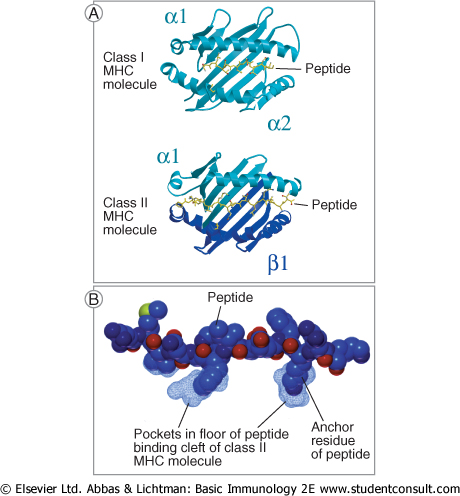 A
α1
Class I
MHC
molecule
Peptide
α2
α1
Class II
MHC
molecule
Peptide
β1
B
Peptide
Pockets in floor of peptide
binding cleft of class II
MHC molecule
Anchor
residue
of peptide
© Elsevier Ltd. Abbas & Lichtman: Basic Immunology 2E www.studentconsult.com